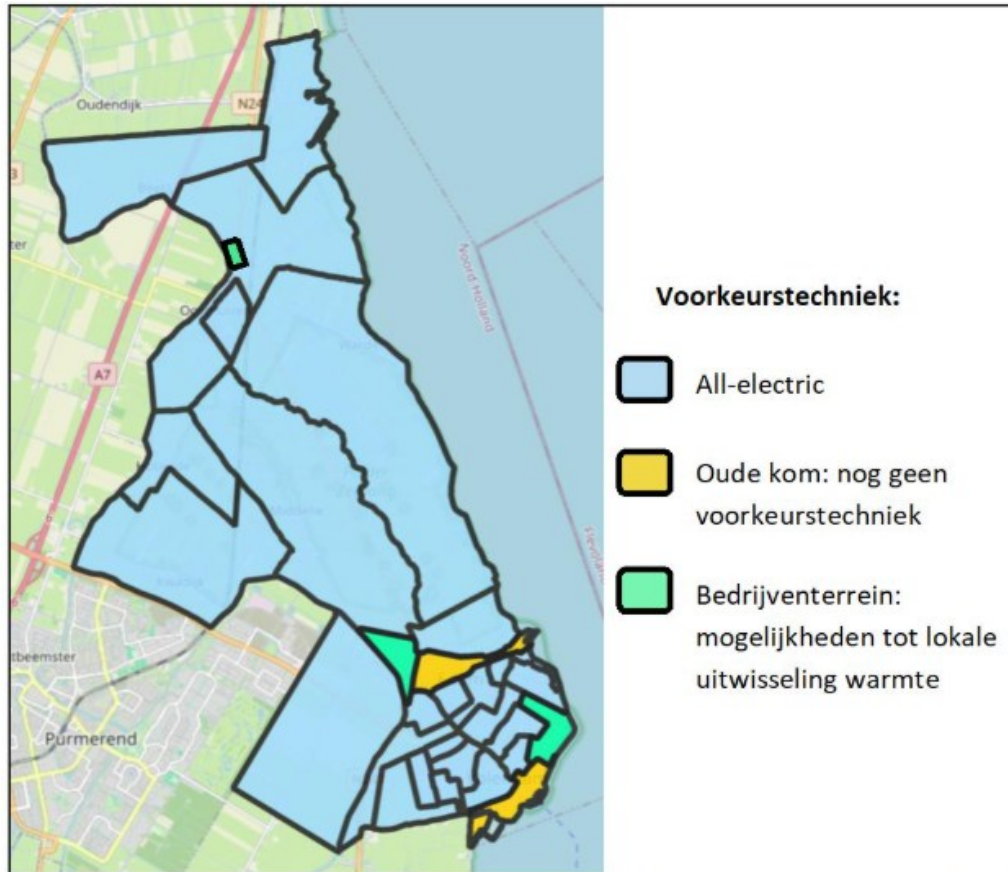 Oudendijk
N24
A7
Noord-Holland
Purmerend
Voorkeurstechniek:
All-electric
Oude kom: nog geen
voorkeurstechniek
Bedrijventerrein:
mogelijkheden tot lokale
uitwisseling warmte